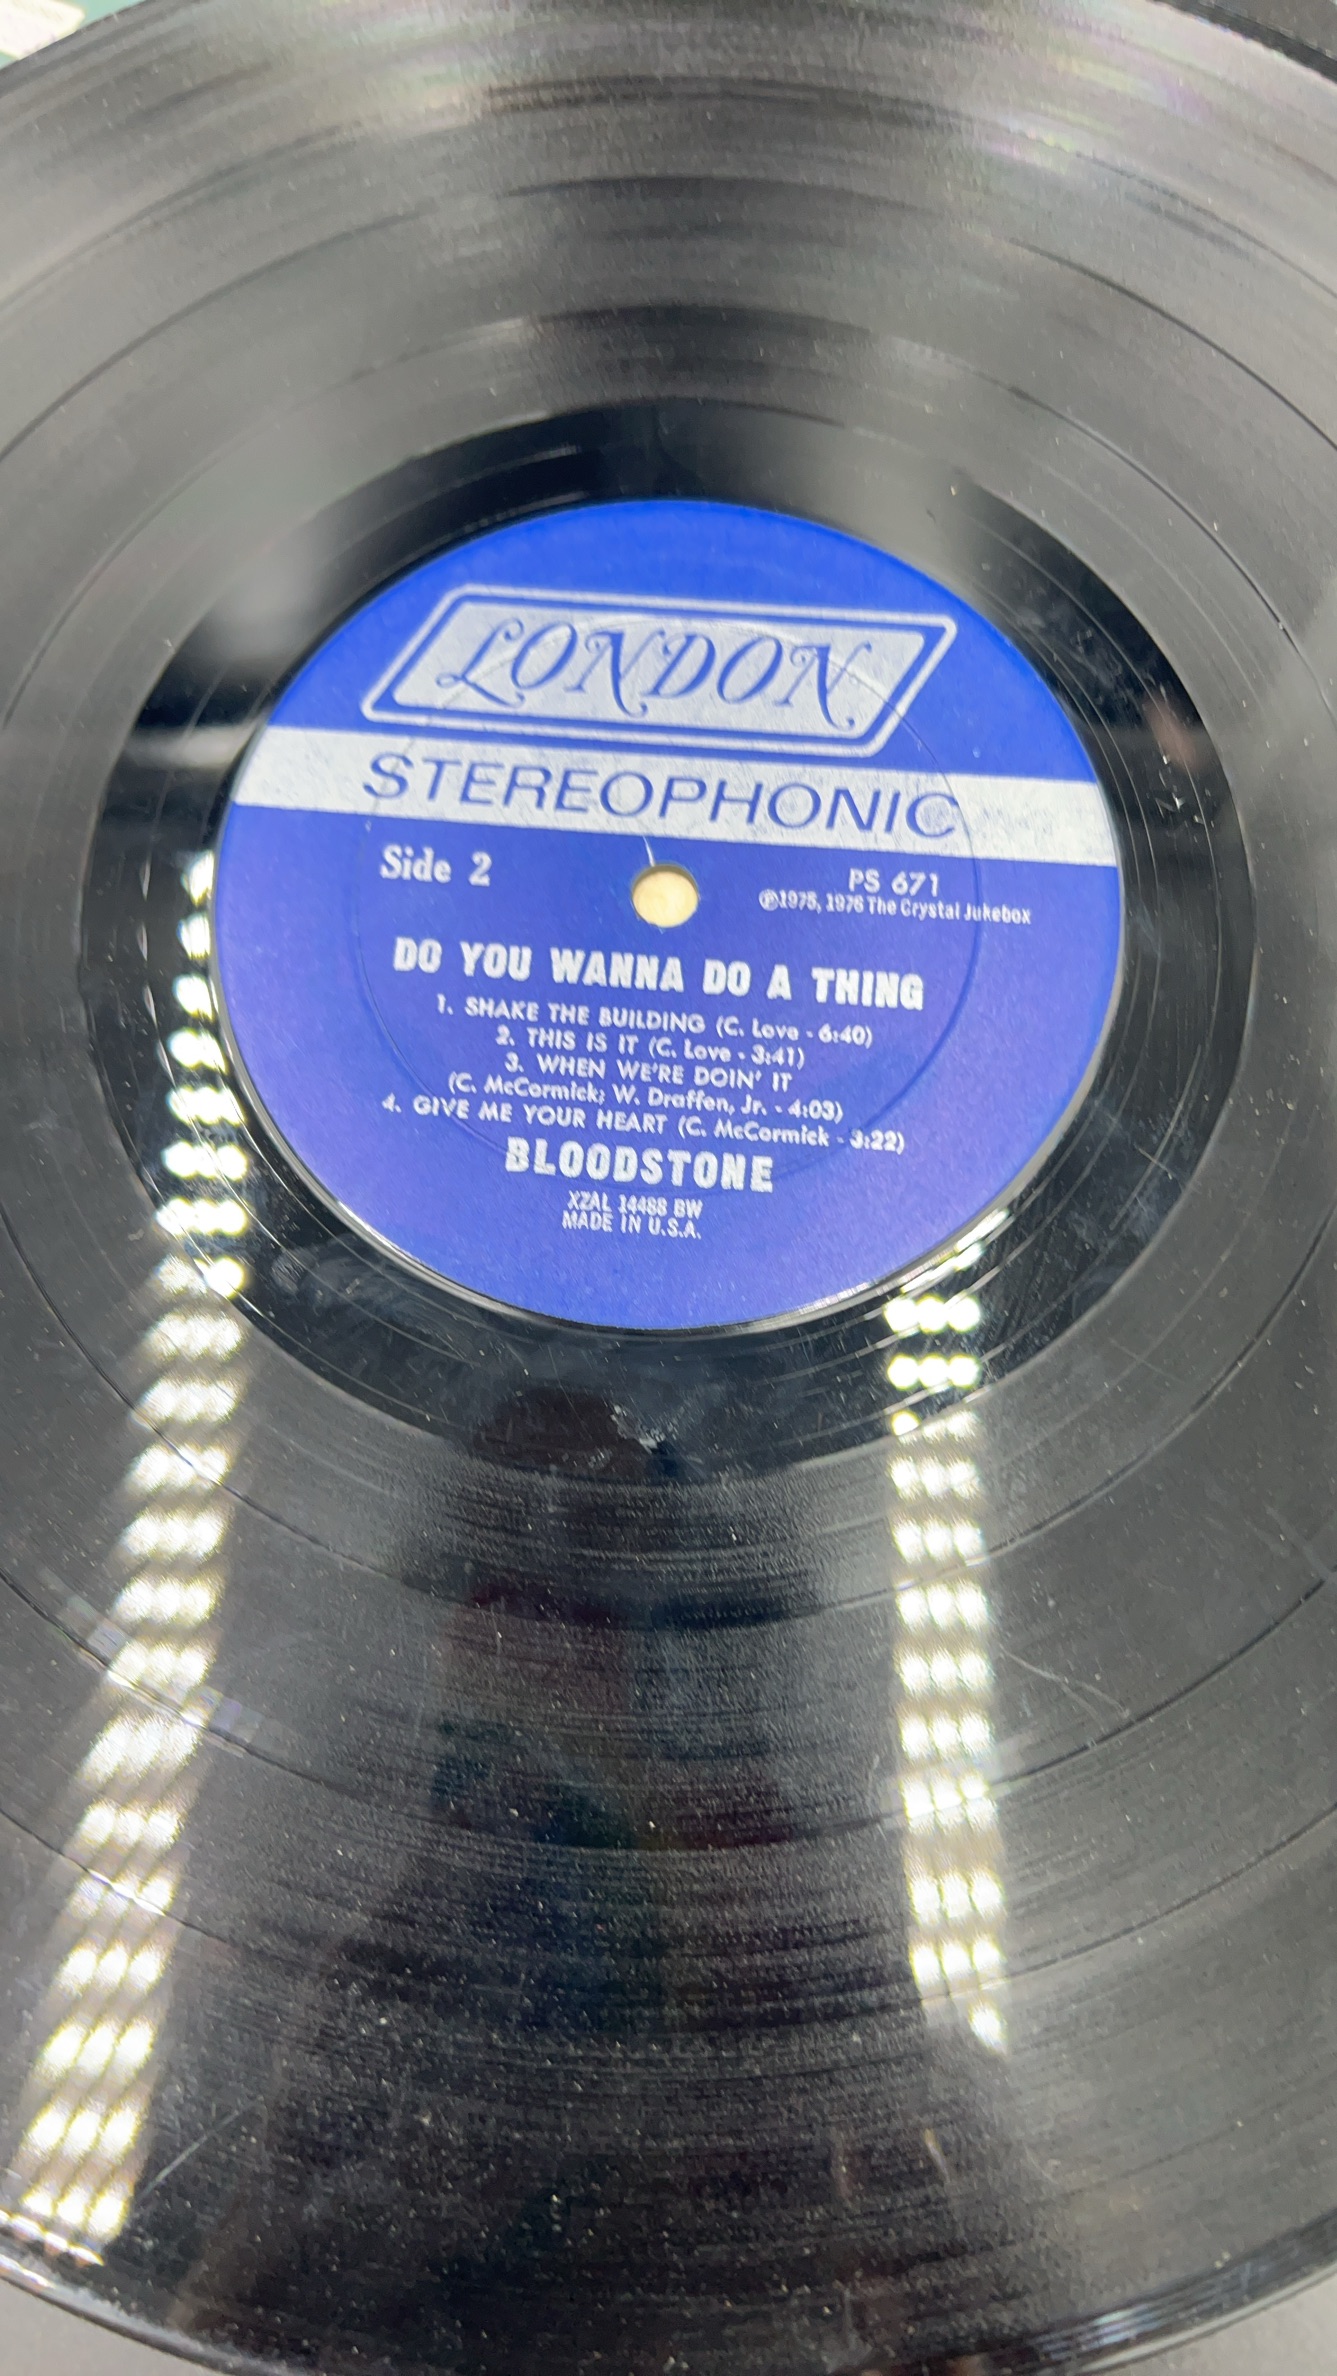 LONDON
STEREOPHONIC
Side 2
PS 671
℗1975, 1976 The Crystal Jukebox
DO YOU WANNA DO A THING
1. SHAKE THE BUILDING (C. Love - 6:40)
2. THIS IS IT (C. Love - 3:41)
3. WHEN WE'RE DOIN' IT
(C. McCormick; W. Draffen, Jr. - 4:03)
4. GIVE ME YOUR HEART (C. McCormick - 3:22)
BLOODSTONE
XZAL 14488 BW
MADE IN U.S.A.